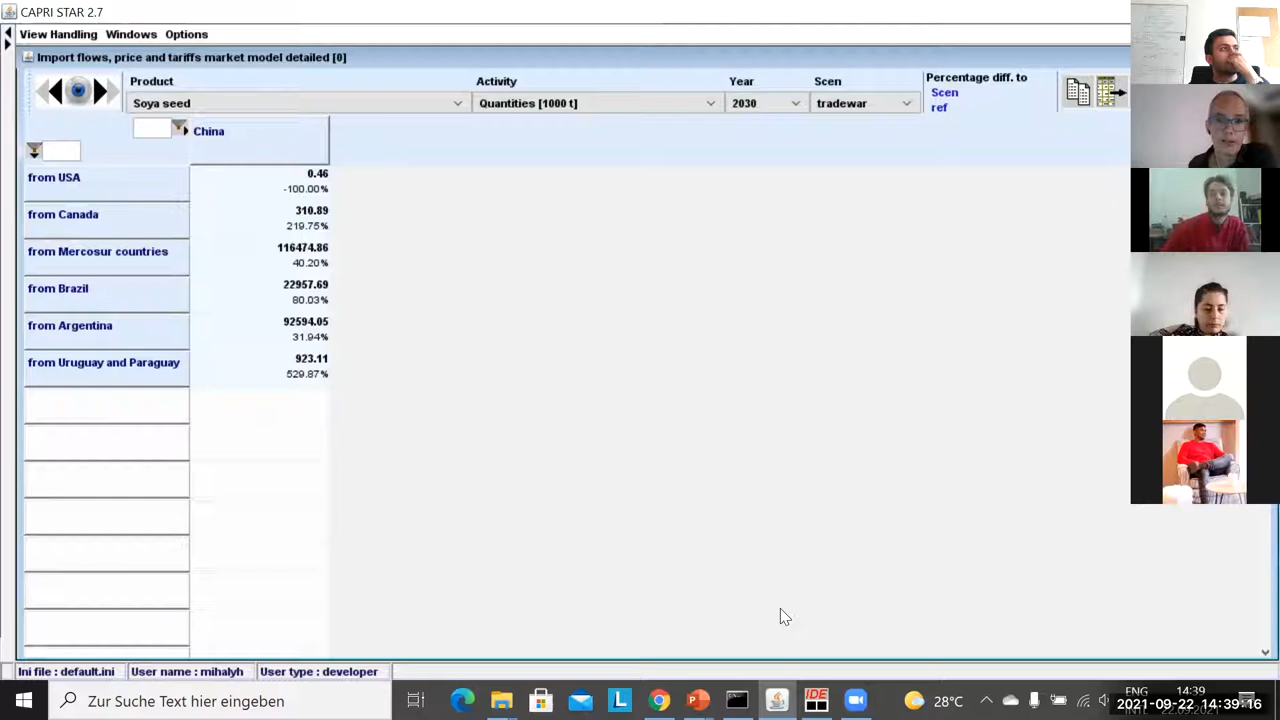 CAPRI STAR 2.7
View Handling Windows Options
Import flows, price and tariffs market model detailed [0]
Product Activity Year Scen Percentage diff. to
Scen
ref
Soya seed Quantities [1000 t] 2030 tradewar
China
from USA 0.46
-100.00%
from Canada 310.89
219.75%
from Mercosur countries 116474.86
40.20%
from Brazil 22957.69
80.03%
from Argentina 92594.05
31.94%
from Uruguay and Paraguay 923.11
529.87%
Ini file : default.ini User name : mihalyh User type : developer
Zur Suche Text hier eingeben
IDE
28°C
ENG 14:39
2021-09-22 14:39:16